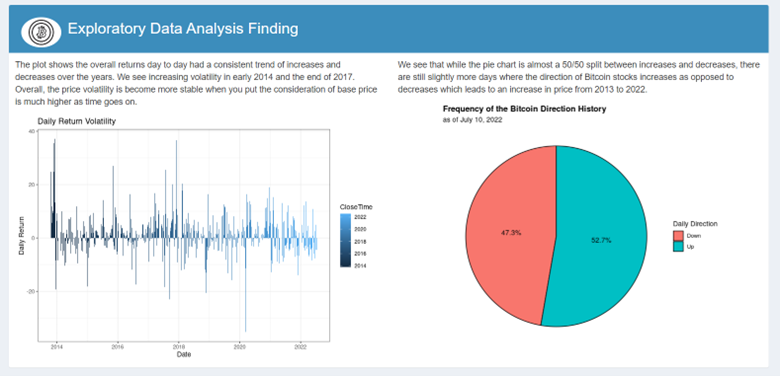 Exploratory Data Analysis Finding
The plot shows the overall returns day to day had a consistent trend of increases and
decreases over the years. We see increasing volatility in early 2014 and the end of 2017.
Overall, the price volatility is become more stable when you put the consideration of base price
is much higher as time goes on.
Daily Return Volatility
40
20
0
-20
Daily Return
2014 2016 2018 2020 2022
Date
CloseTime
2022
2020
2018
2016
2014
We see that while the pie chart is almost a 50/50 split between increases and decreases, there
are still slightly more days where the direction of Bitcoin stocks increases as opposed to
decreases which leads to an increase in price from 2013 to 2022.
Frequency of the Bitcoin Direction History
as of July 10, 2022
47.3%
52.7%
Daily Direction
Down
Up